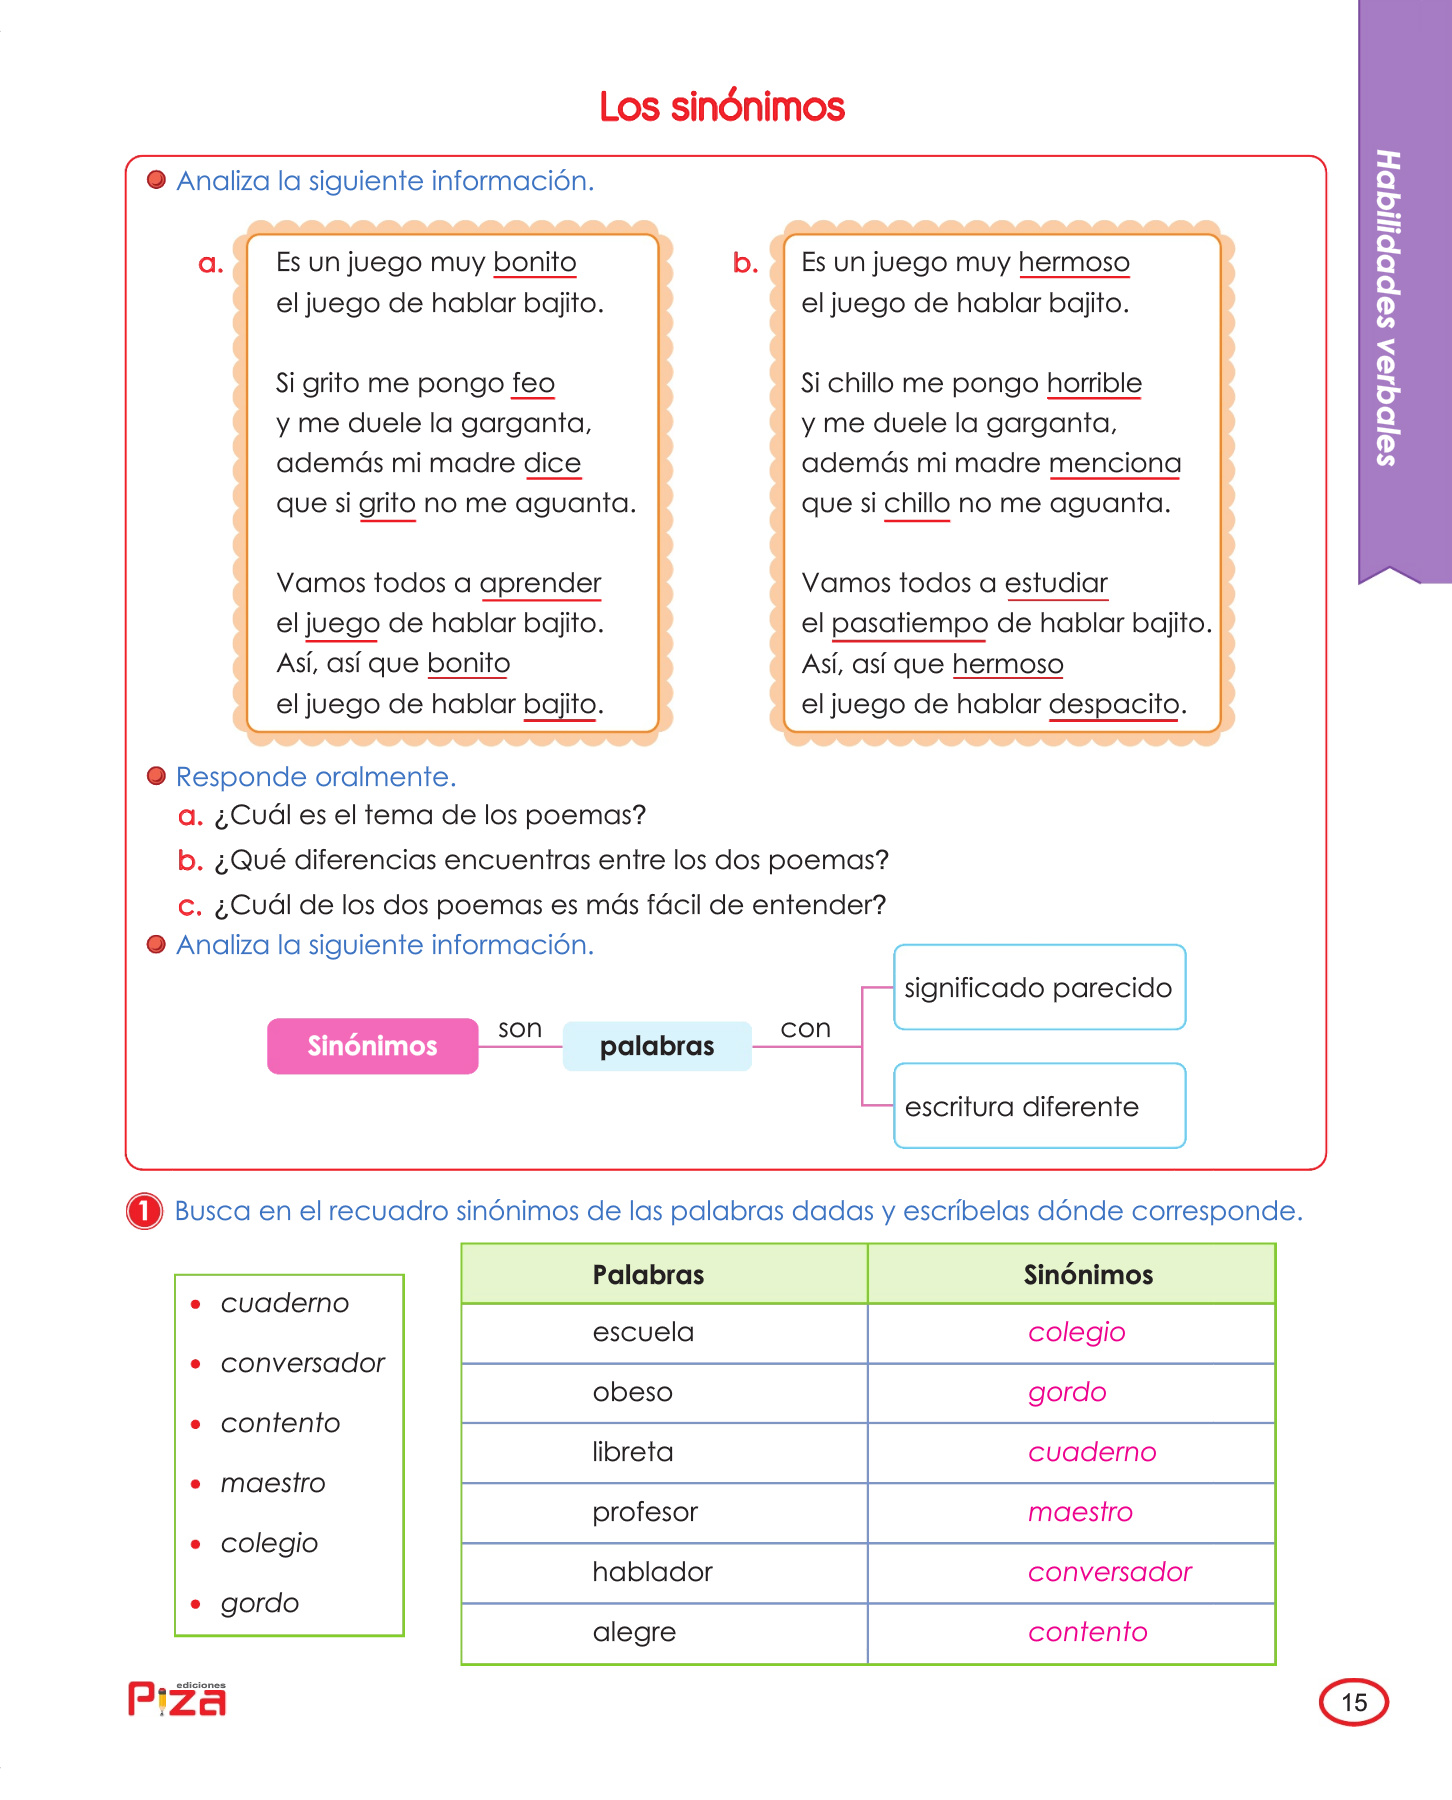 Los sinónimos
Habilidades verbales
Analiza la siguiente información.
a.
Es un juego muy bonito
el juego de hablar bajito.
Si grito me pongo feo
y me duele la garganta,
además mi madre dice
que si grito no me aguanta.
Vamos todos a aprender
el juego de hablar bajito.
Así, así que bonito
el juego de hablar bajito.
b.
Es un juego muy hermoso
el juego de hablar bajito.
Si chillo me pongo horrible
y me duele la garganta,
además mi madre menciona
que si chillo no me aguanta.
Vamos todos a estudiar
el pasatiempo de hablar bajito.
Así, así que hermoso
el juego de hablar despacito.
Responde oralmente.
a. ¿Cuál es el tema de los poemas?
b. ¿Qué diferencias encuentras entre los dos poemas?
c. ¿Cuál de los dos poemas es más fácil de entender?
Analiza la siguiente información.
Sinónimos son palabras con
significado parecido
escritura diferente
1 Busca en el recuadro sinónimos de las palabras dadas y escríbelas dónde corresponde.
• cuaderno
• conversador
• contento
• maestro
• colegio
• gordo
Palabras Sinónimos
escuela colegio
obeso gordo
libreta cuaderno
profesor maestro
hablador conversador
alegre contento
ediciones
Piza
15